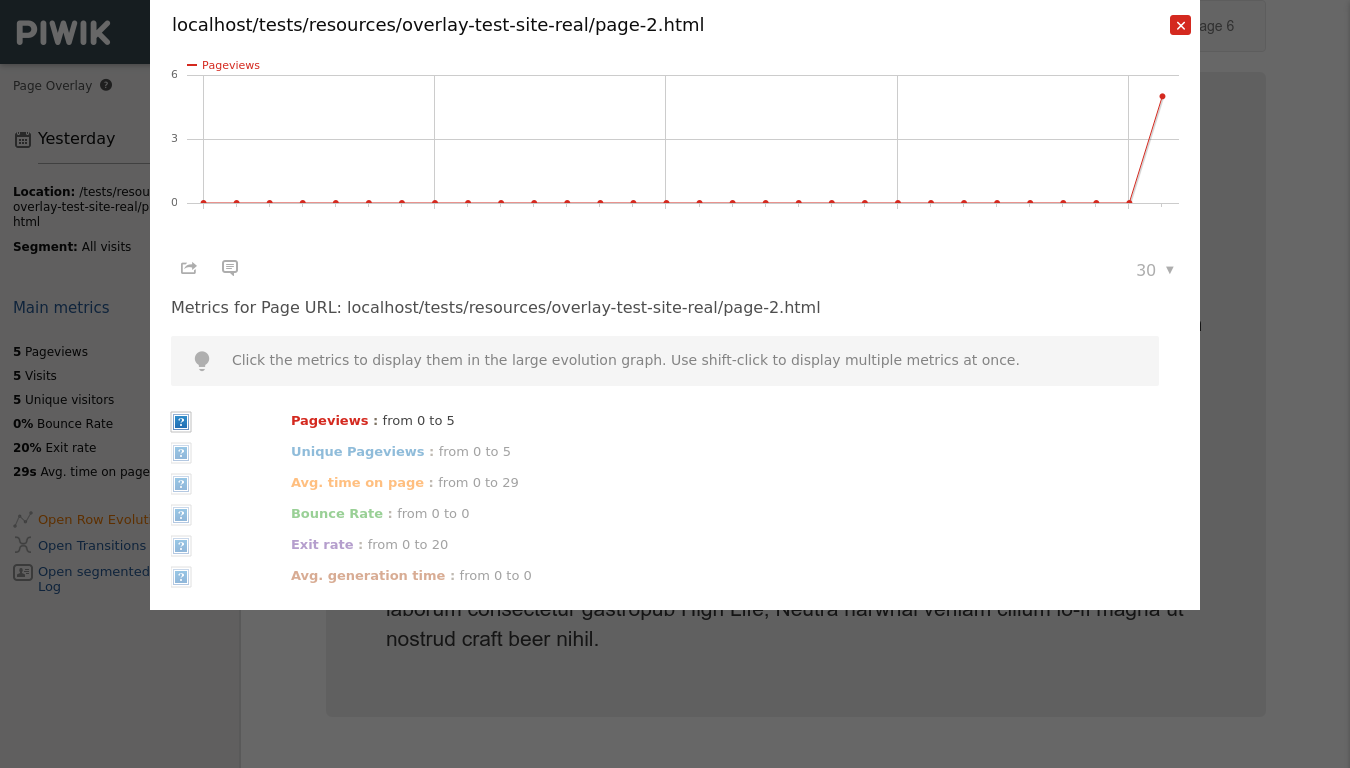 localhost/tests/resources/overlay-test-site-real/page-2.html
PIWIK
Page Overlay ?
Yesterday
Location: /tests/resou
overlay-test-site-real/p
html
Segment: All visits
Main metrics
5 Pageviews
5 Visits
5 Unique visitors
0% Bounce Rate
20% Exit rate
29s Avg. time on page
Open Row Evolut
Open Transitions
Open segmented
Log
age 6
Pageviews
6
3
0
30 ▼
Metrics for Page URL: localhost/tests/resources/overlay-test-site-real/page-2.html
Click the metrics to display them in the large evolution graph. Use shift-click to display multiple metrics at once.
? Pageviews : from 0 to 5
? Unique Pageviews : from 0 to 5
? Avg. time on page : from 0 to 29
? Bounce Rate : from 0 to 0
? Exit rate : from 0 to 20
? Avg. generation time : from 0 to 0
laborum consectetur gastropub High Life, Neutra narwhal veniam cillum lo-fi magna ut
nostrud craft beer nihil.